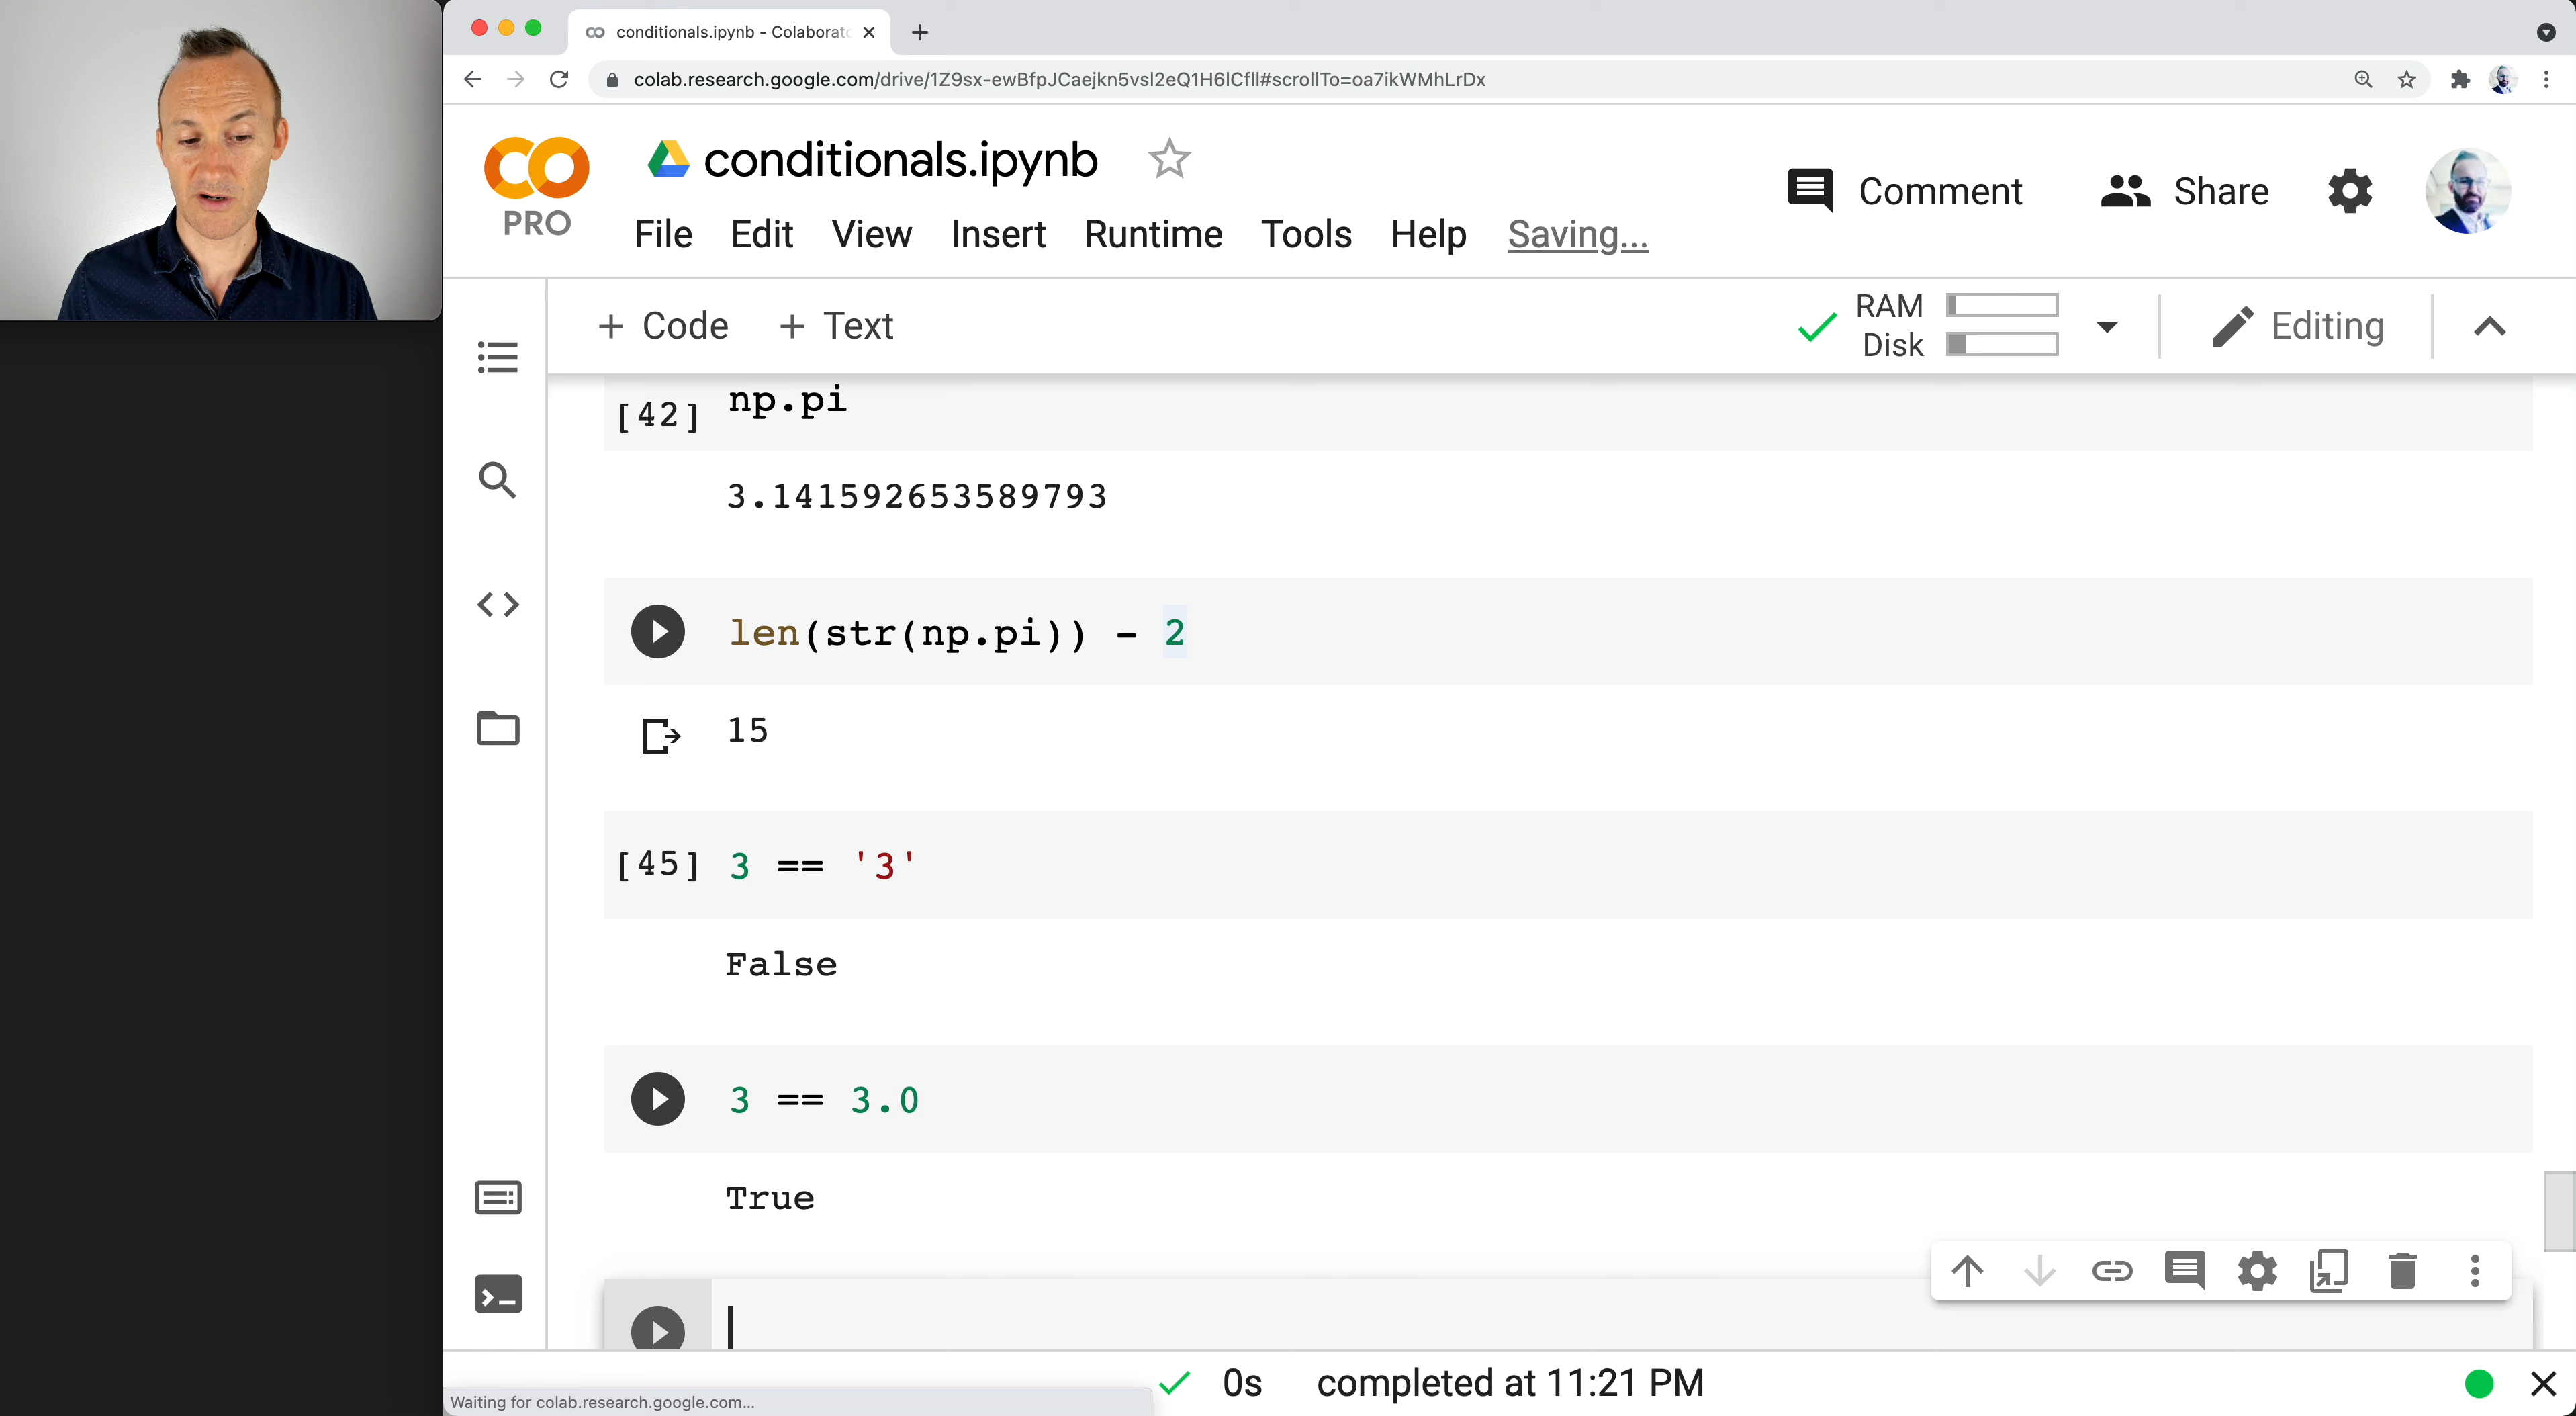 conditionals.ipynb - Colaborato
colab.research.google.com/drive/1Z9sx-ewBfpJCaejkn5vsl2eQ1H6lCfll#scrollTo=oa7ikWMhLrDx
PRO
conditionals.ipynb
Comment
Share
File Edit View Insert Runtime Tools Help Saving...
+ Code + Text
RAM
Disk
Editing
[42] np.pi
3.141592653589793
len(str(np.pi)) - 2
15
[45] 3 == '3'
False
3 == 3.0
True
0s completed at 11:21 PM
Waiting for colab.research.google.com...